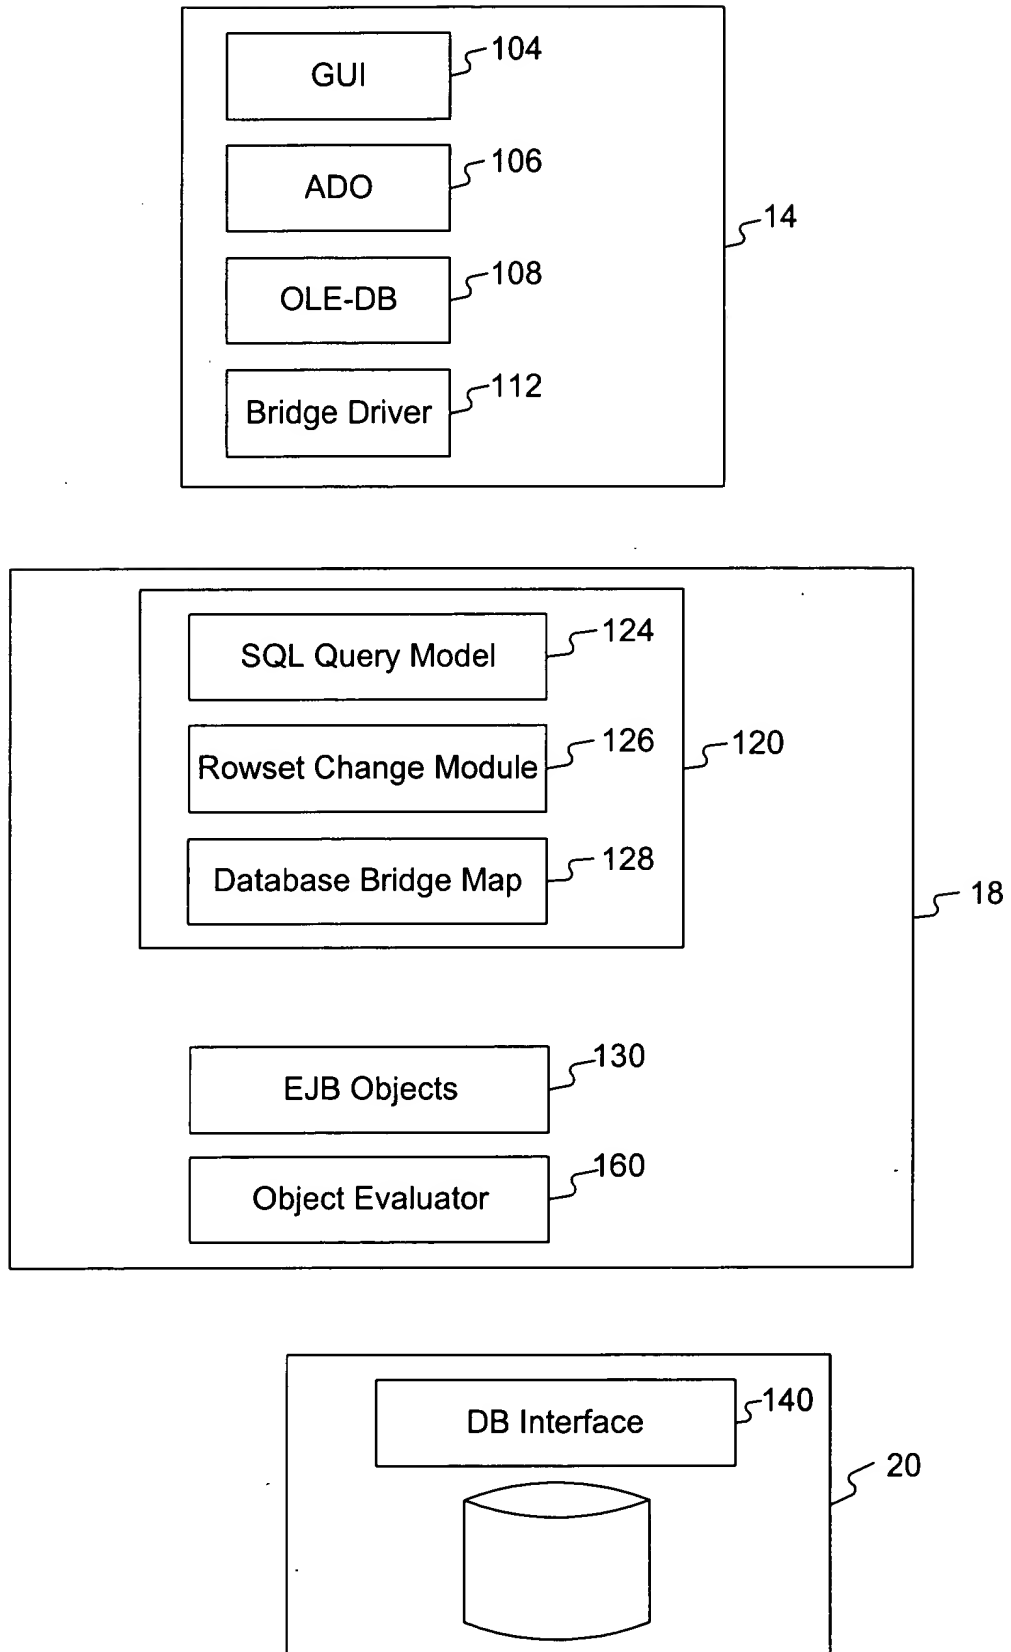 GUI
104
ADO
106
14
OLE-DB
108
Bridge Driver
112
SQL Query Model
124
Rowset Change Module
126
120
Database Bridge Map
128
18
EJB Objects
130
Object Evaluator
160
DB Interface
140
20